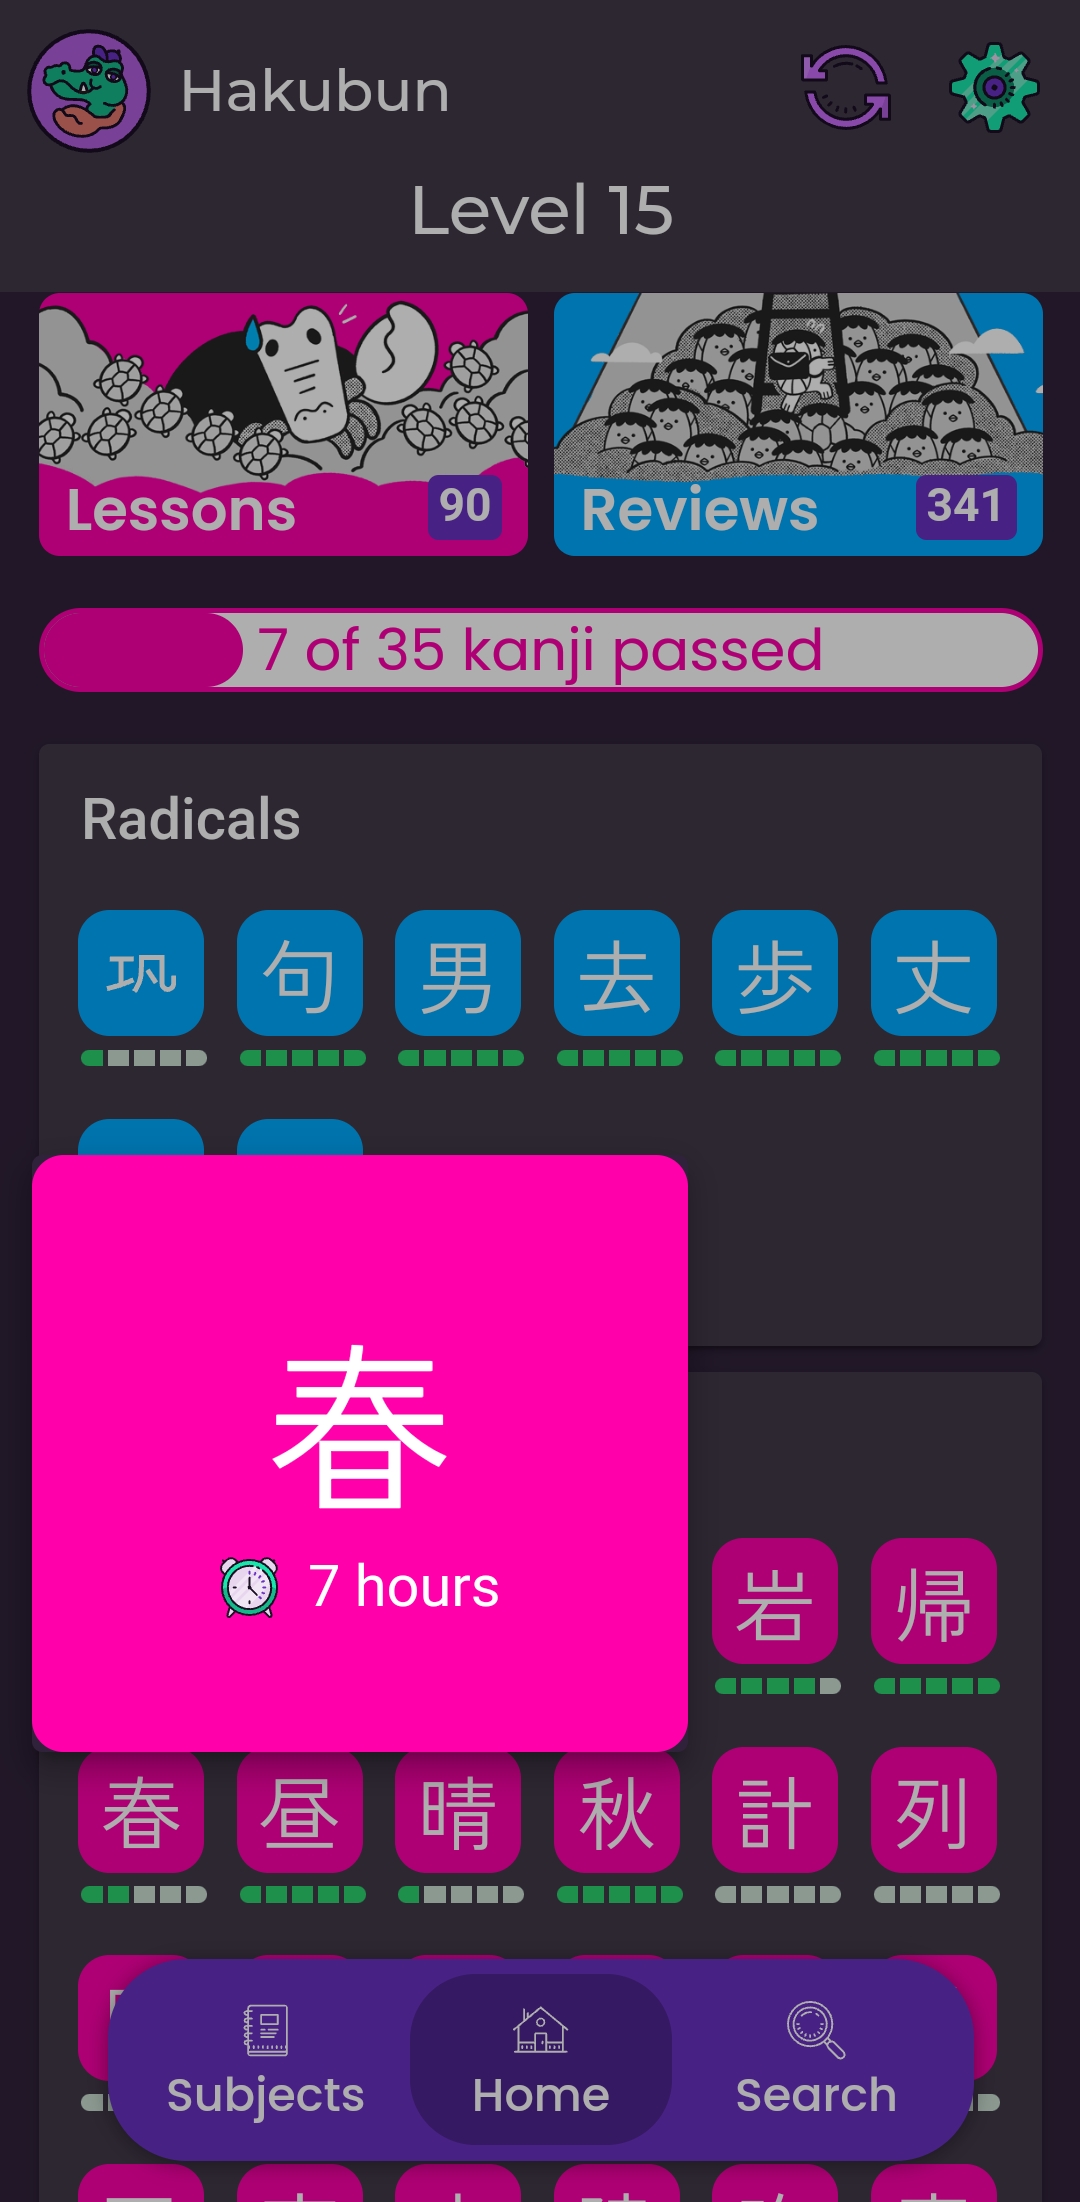 Hakubun
Level 15
Lessons 90
Reviews 341
7 of 35 kanji passed
Radicals
句 男 去 歩 丈
春
7 hours
岩 帰
春 昼 晴 秋 計 列
Subjects Home Search